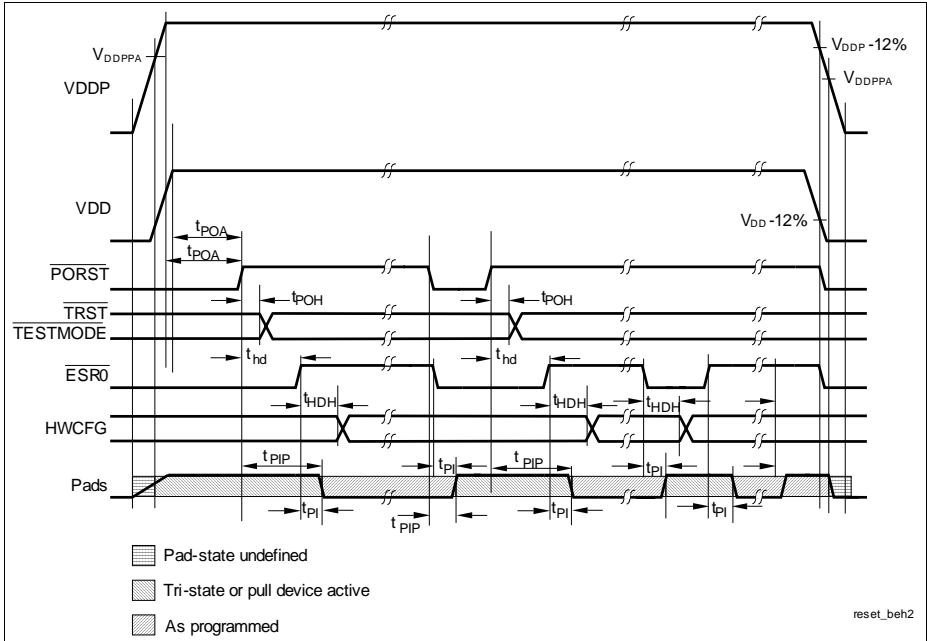 VDDPPA
VDDP
VDDP -12%
VDDPPA
VDD
VDD -12%
tPOA
tPOA
PORST
tPOH
tPOH
TRST
TESTMODE
thd
thd
ESR0
tHDH
tHDH
tHDH
HWCFG
tPIP
tPI
tPIP
tPI
Pads
tPI
tPIP
tPI
tPI
Pad-state undefined
Tri-state or pull device active
As programmed
reset_beh2